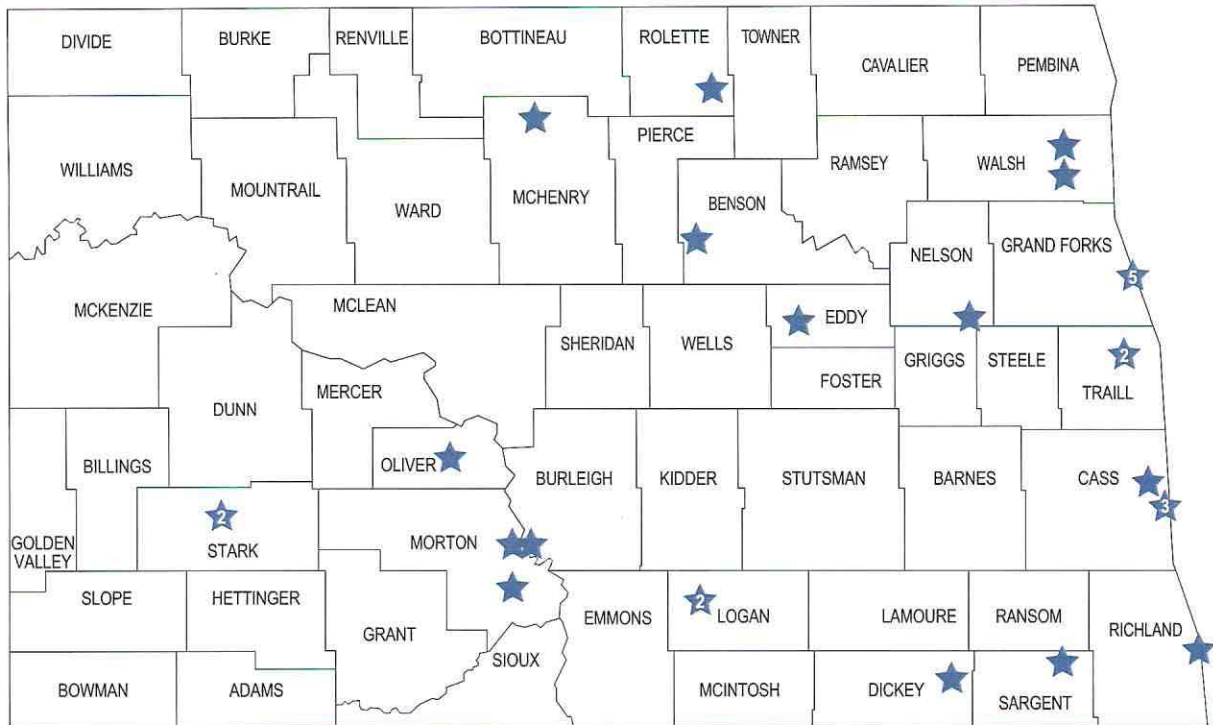 DIVIDE
BURKE
RENVILLE
BOTTINEAU
ROLETTE
TOWNER
CAVALIER
PEMBINA
WILLIAMS
MOUNTRAIL
WARD
MCHENRY
PIERCE
BENSON
RAMSEY
WALSH
NELSON
GRAND FORKS
5
MCKENZIE
MCLEAN
SHERIDAN
WELLS
EDDY
FOSTER
GRIGGS
STEELE
2
TRAILL
DUNN
MERCER
OLIVER
BILLINGS
GOLDEN
VALLEY
2
STARK
MORTON
BURLEIGH
KIDDER
STUTSMAN
BARNES
CASS
3
SLOPE
HETTINGER
GRANT
SIOUX
EMMONS
2
LOGAN
LAMOURE
RANSOM
RICHLAND
BOWMAN
ADAMS
MCINTOSH
DICKEY
SARGENT